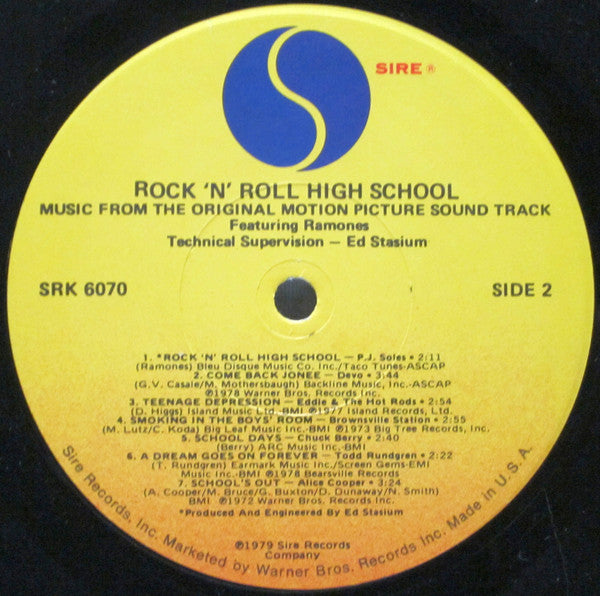 SIRE ®
ROCK 'N' ROLL HIGH SCHOOL
MUSIC FROM THE ORIGINAL MOTION PICTURE SOUND TRACK
Featuring Ramones
Technical Supervision — Ed Stasium
SRK 6070
SIDE 2
1. *ROCK 'N' ROLL HIGH SCHOOL — P.J. Soles • 2:11
(Ramones) Bleu Disque Music Co. Inc./Taco Tunes-ASCAP
2. COME BACK JONEE — Devo • 3:44
(G.V. Casale/M. Mothersbaugh) Backline Music, Inc.-ASCAP
℗1978 Warner Bros. Records Inc.
3. TEENAGE DEPRESSION — Eddie & The Hot Rods • 2:54
(D. Higgs) Island Music Ltd.-BMI ℗1977 Island Records, Ltd.
4. SMOKING IN THE BOYS' ROOM — Brownsville Station • 2:55
(M. Lutz/C. Koda) Big Leaf Music Inc.-BMI ℗1973 Big Tree Records, Inc.
5. SCHOOL DAYS — Chuck Berry • 2:40
(Berry) ARC Music Inc.-BMI
6. A DREAM GOES ON FOREVER — Todd Rundgren • 2:22
(T. Rundgren) Earmark Music Inc./Screen Gems-EMI
Music Inc.-BMI ℗1978 Bearsville Records
7. SCHOOL'S OUT — Alice Cooper • 3:24
(A. Cooper/M. Bruce/G. Buxton/D. Dunaway/N. Smith)
BMI ℗1972 Warner Bros. Records Inc.
*Produced And Engineered By Ed Stasium
℗1979 Sire Records
Company
Sire Records, Inc. Marketed by Warner Bros. Records Inc. Made in U.S.A.